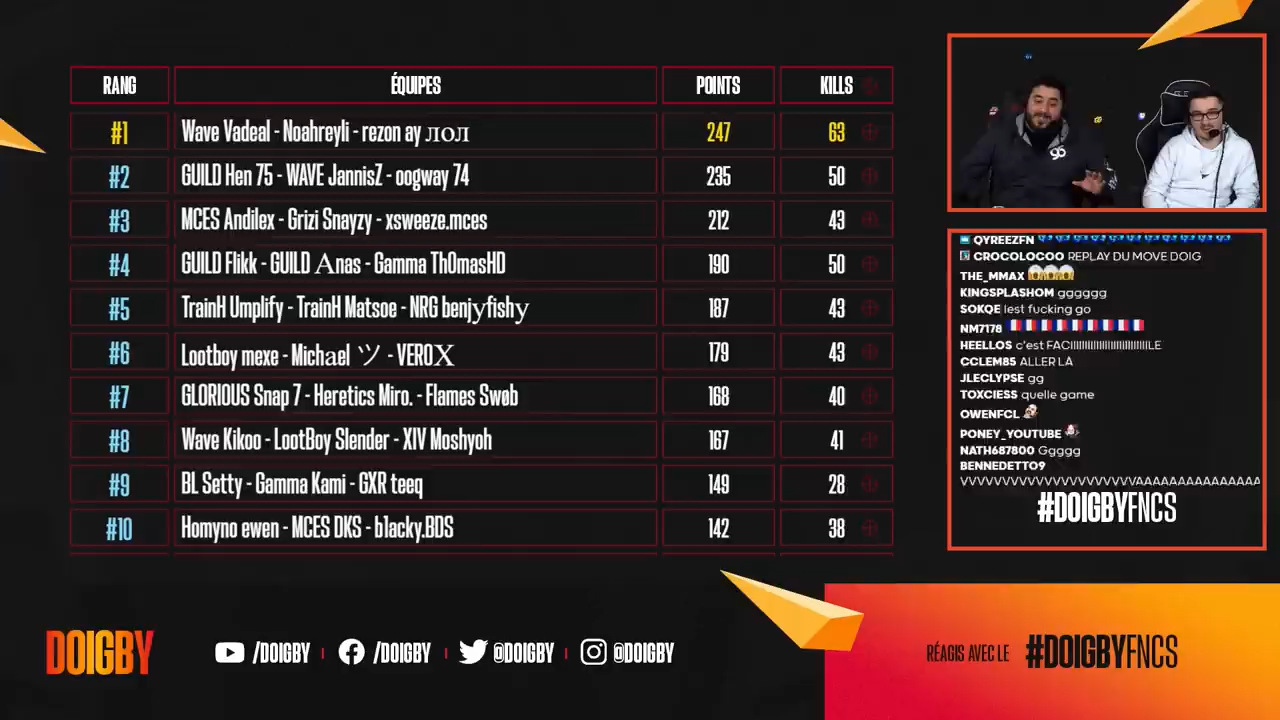 RANG ÉQUIPES POINTS KILLS
#1 Wave Vadeal - Noahreyli - rezon ay лол 247 63
#2 GUILD Hen 75 - WAVE JannisZ - oogway 74 235 50
#3 MCES Andilex - Grizi Snayzy - xsweeze.mces 212 43
#4 GUILD Flikk - GUILD Anas - Gamma Th0masHD 190 50
#5 TrainH Umplify - TrainH Matsoe - NRG benjyfishy 187 43
#6 Lootboy mexe - Michael ツ - VEROX 179 43
#7 GLORIOUS Snap 7 - Heretics Miro. - Flames Swøb 168 40
#8 Wave Kikoo - LootBoy Slender - XIV Moshyoh 167 41
#9 BL Setty - Gamma Kami - GXR teeq 149 28
#10 Homyno ewen - MCES DKS - b1acky.BDS 142 38
QYREEZFN
CROCOLOCOO REPLAY DU MOVE DOIG
THE_MMAX
KINGSPLASHOM gggggg
SOKQE lest fucking go
NM7178
HEELLOS
CCLEM85 ALLER LÀ
JLECLYPSE gg
TOXCIESS quelle game
OWENFCL
PONEY_YOUTUBE
NATH687800 Ggggg
BENNEDETTO9
#DOIGBYFNCS
DOIGBY
/DOIGBY /DOIGBY @DOIGBY @DOIGBY
RÉAGIS AVEC LE #DOIGBYFNCS